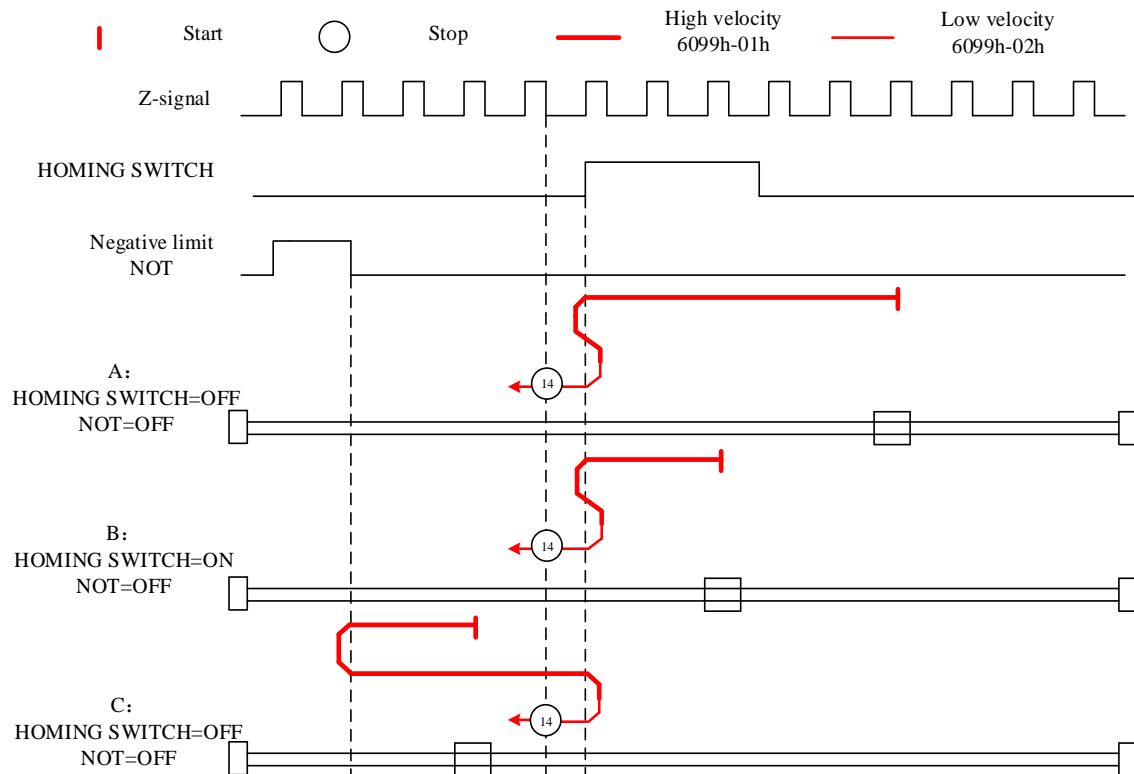 Start
Stop
High velocity
6099h-01h
Low velocity
6099h-02h
Z-signal
HOMING SWITCH
Negative limit
NOT
A：
HOMING SWITCH=OFF
NOT=OFF
14
B：
HOMING SWITCH=ON
NOT=OFF
14
C：
HOMING SWITCH=OFF
NOT=OFF
14